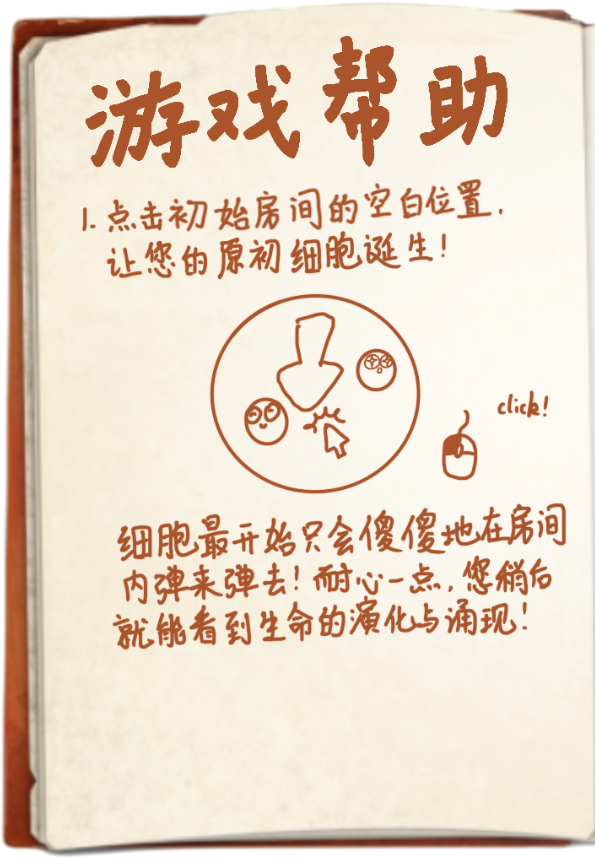 游戏帮助
1. 点击初始房间的空白位置.
让您的原初细胞诞生!
click!
细胞最开始只会傻傻地在房间
内弹来弹去!耐心一点,您稍后
就能看到生命的演化与涌现!